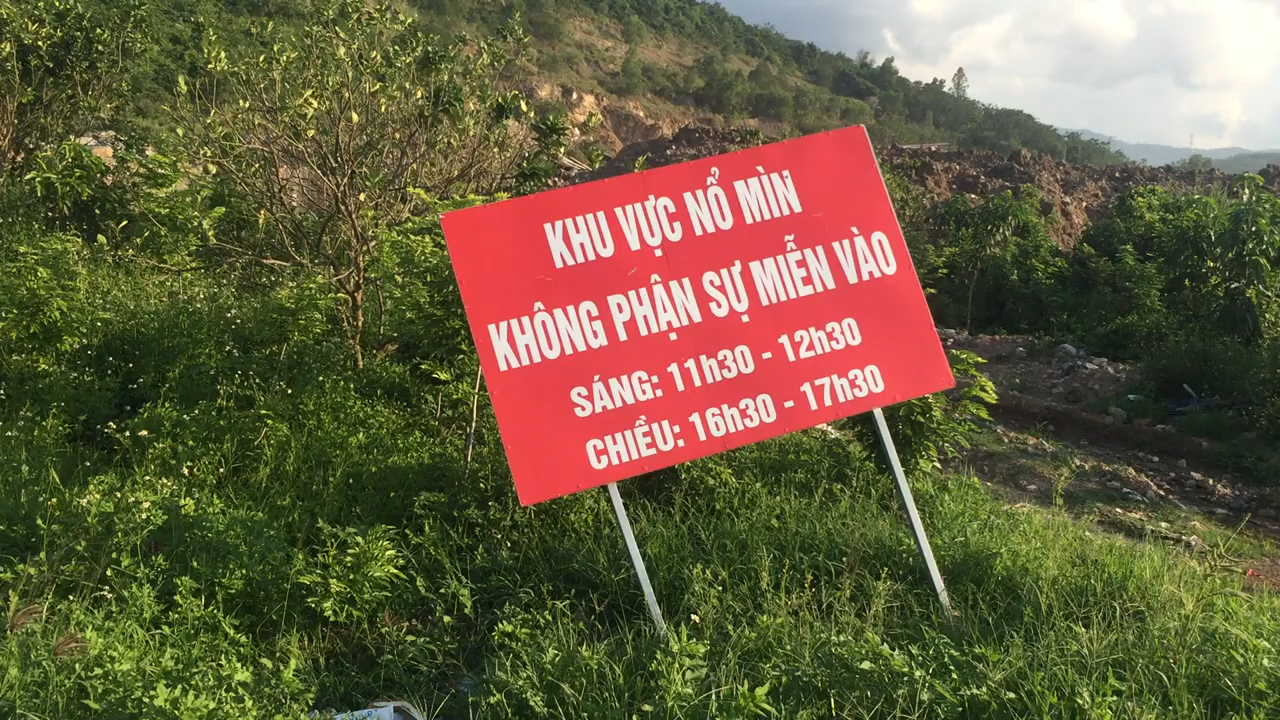 KHU VỰC NỔ MÌN
KHÔNG PHẬN SỰ MIỄN VÀO
SÁNG: 11h30 - 12h30
CHIỀU: 16h30 - 17h30